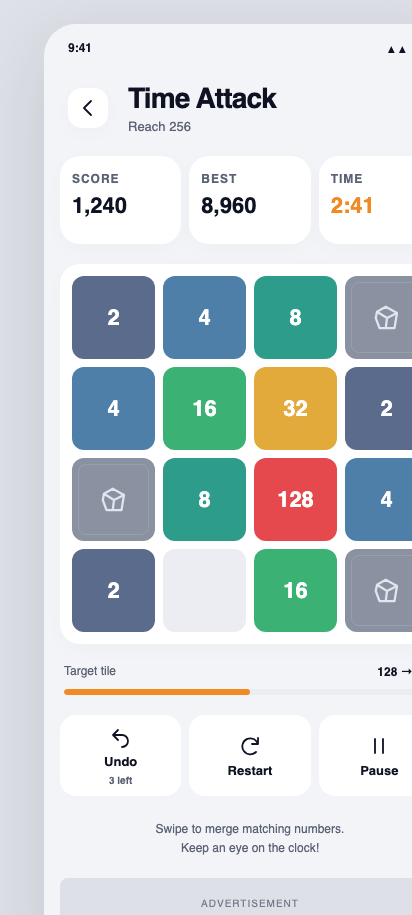 9:41
Time Attack
Reach 256
SCORE BEST TIME
1,240 8,960 2:41
2 4 8
4 16 32 2
8 128 4
2 16
Target tile 128 →
Undo Restart Pause
3 left
Swipe to merge matching numbers.
Keep an eye on the clock!
ADVERTISEMENT